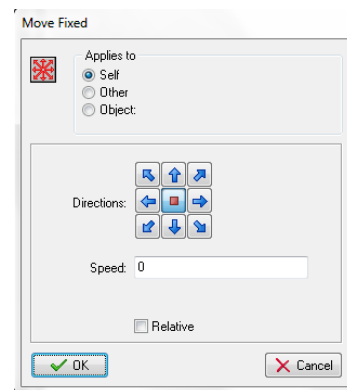 Move Fixed
Applies to
Self
Other
Object:
Directions:
Speed: 0
Relative
OK
Cancel